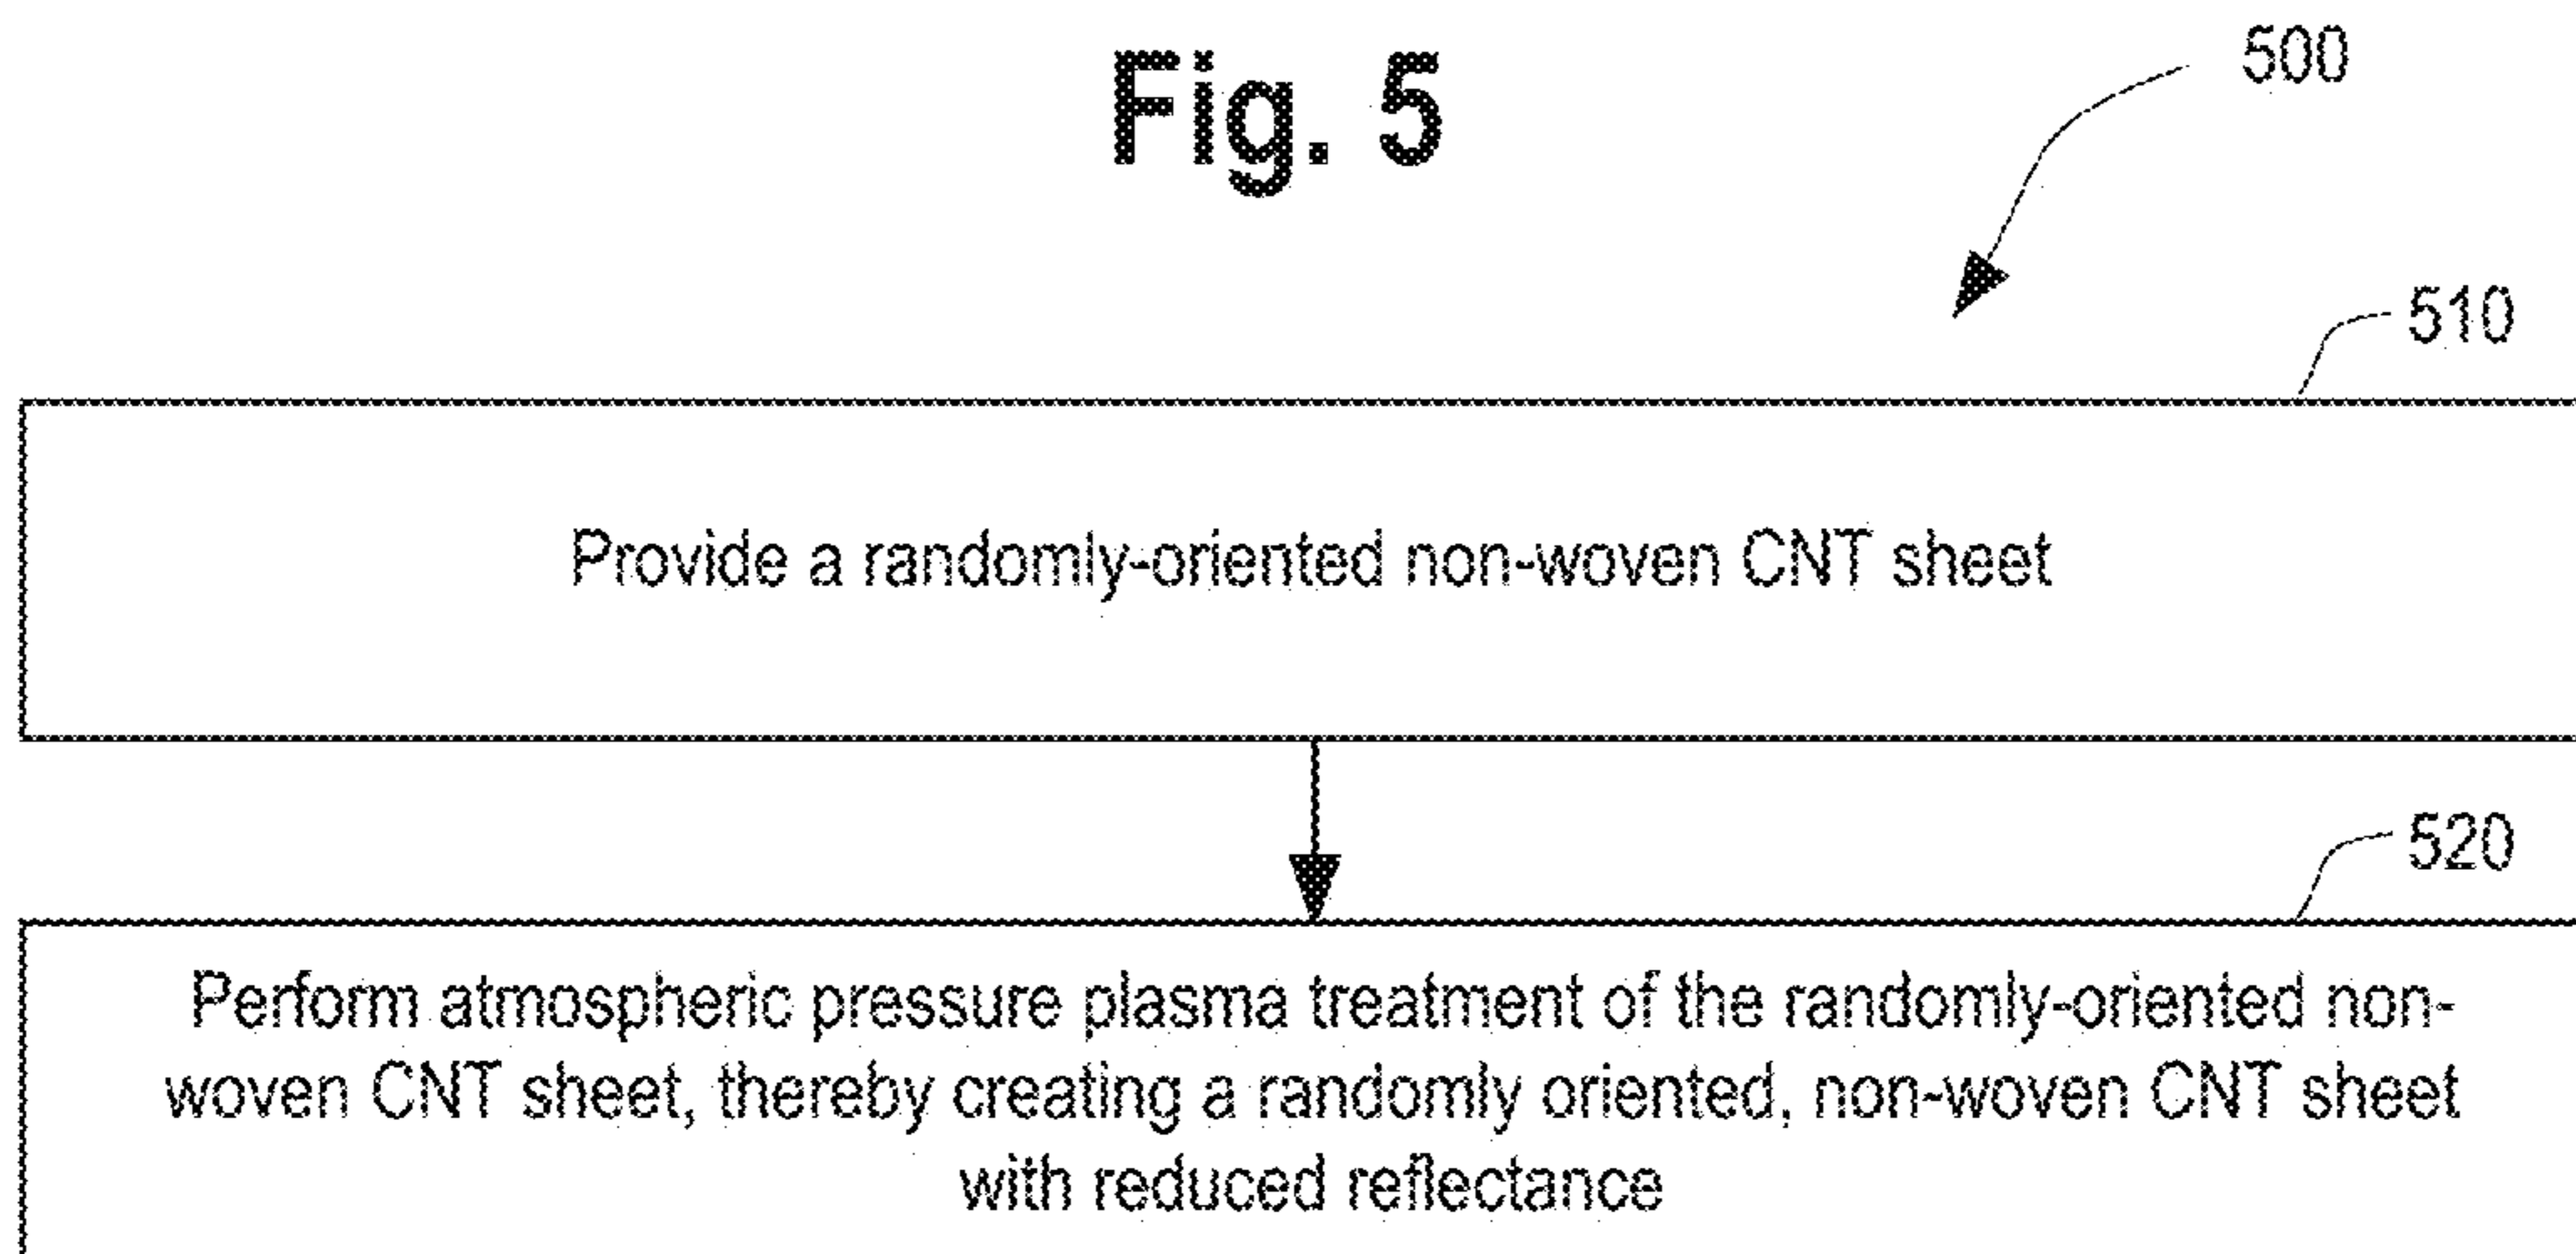 Fig. 5
500
510
Provide a randomly-oriented non-woven CNT sheet
520
Perform atmospheric pressure plasma treatment of the randomly-oriented non-
woven CNT sheet, thereby creating a randomly oriented, non-woven CNT sheet
with reduced reflectance